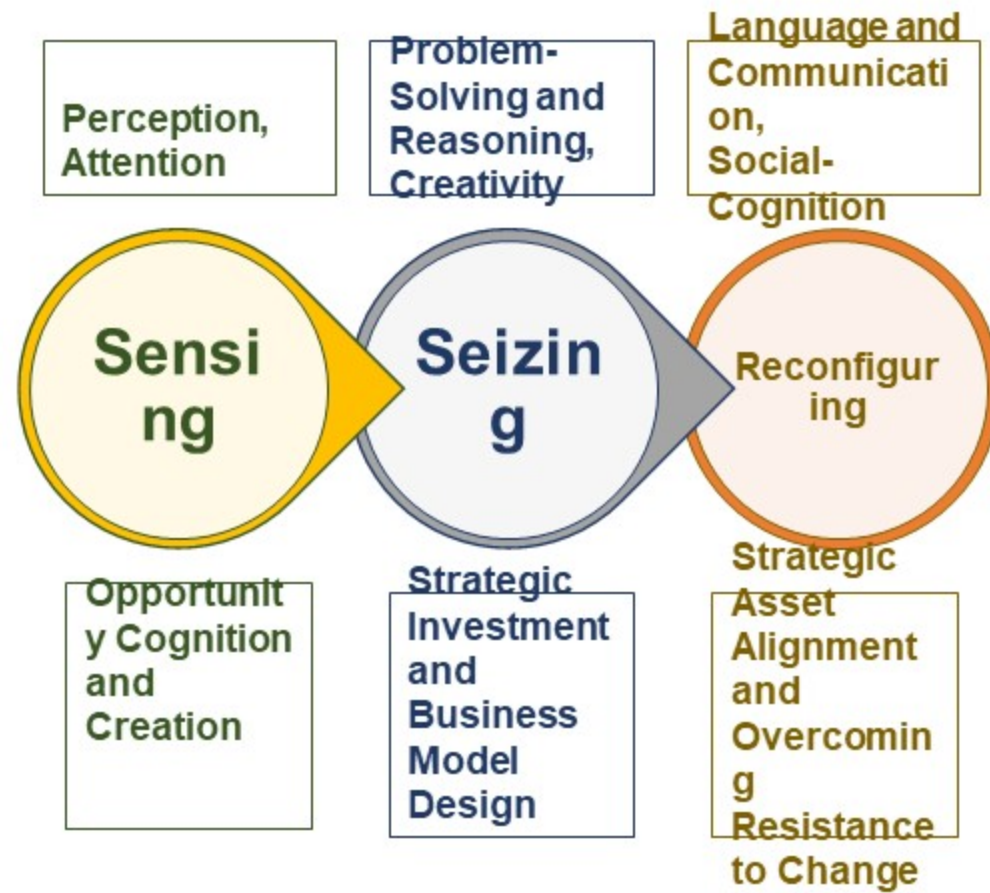 Perception,
Attention
Problem-
Solving and
Reasoning,
Creativity
Language and
Communicati
on,
Social-
Cognition
Sensi
ng
Seizin
g
Reconfigur
ing
Opportunit
y Cognition
and
Creation
Strategic
Investment
and
Business
Model
Design
Strategic
Asset
Alignment
and
Overcomin
g
Resistance
to Change